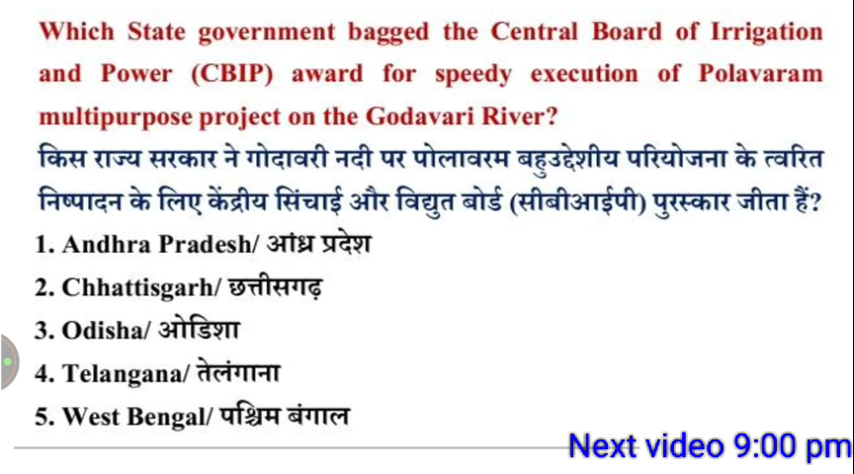 Which State government bagged the Central Board of Irrigation
and Power (CBIP) award for speedy execution of Polavaram
multipurpose project on the Godavari River?
किस राज्य सरकार ने गोदावरी नदी पर पोलावरम बहुउद्देशीय परियोजना के त्वरित
निष्पादन के लिए केंद्रीय सिंचाई और विद्युत बोर्ड (सीबीआईपी) पुरस्कार जीता हैं?
1. Andhra Pradesh/ आंध्र प्रदेश
2. Chhattisgarh/ छत्तीसगढ़
3. Odisha/ ओडिशा
4. Telangana/ तेलंगाना
5. West Bengal/ पश्चिम बंगाल
Next video 9:00 pm